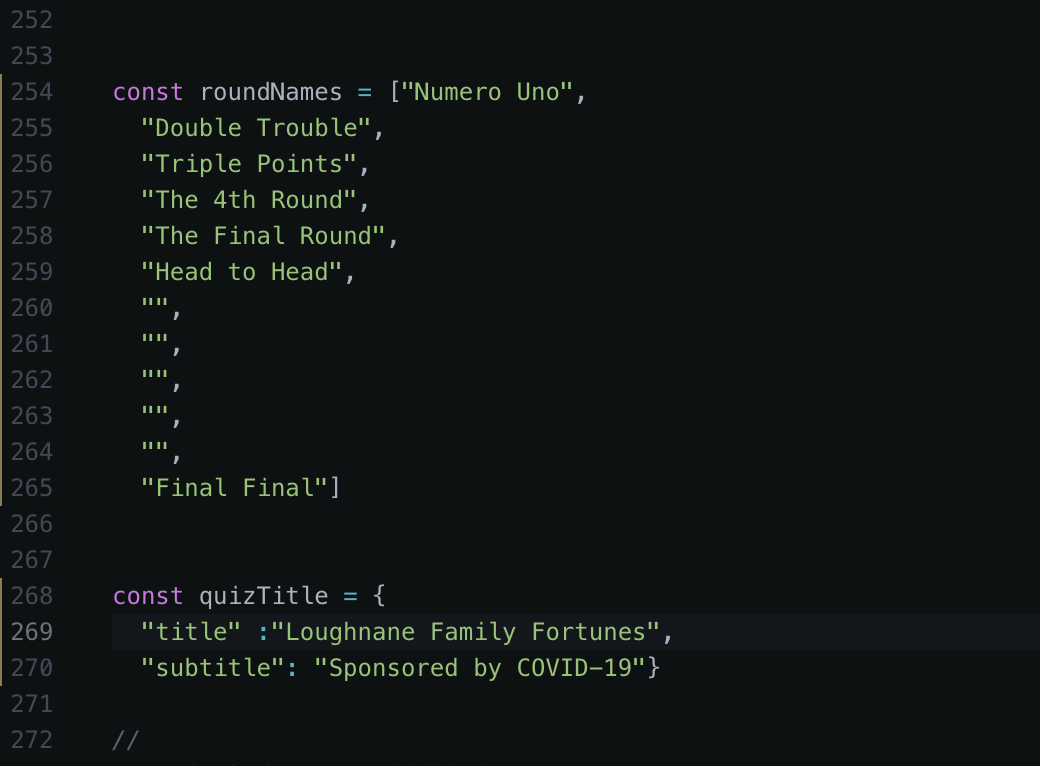 252
253
254 const roundNames = ["Numero Uno",
255 "Double Trouble",
256 "Triple Points",
257 "The 4th Round",
258 "The Final Round",
259 "Head to Head",
260 "",
261 "",
262 "",
263 "",
264 "",
265 "Final Final"]
266
267
268 const quizTitle = {
269 "title" :"Loughnane Family Fortunes",
270 "subtitle": "Sponsored by COVID-19"}
271
272 //